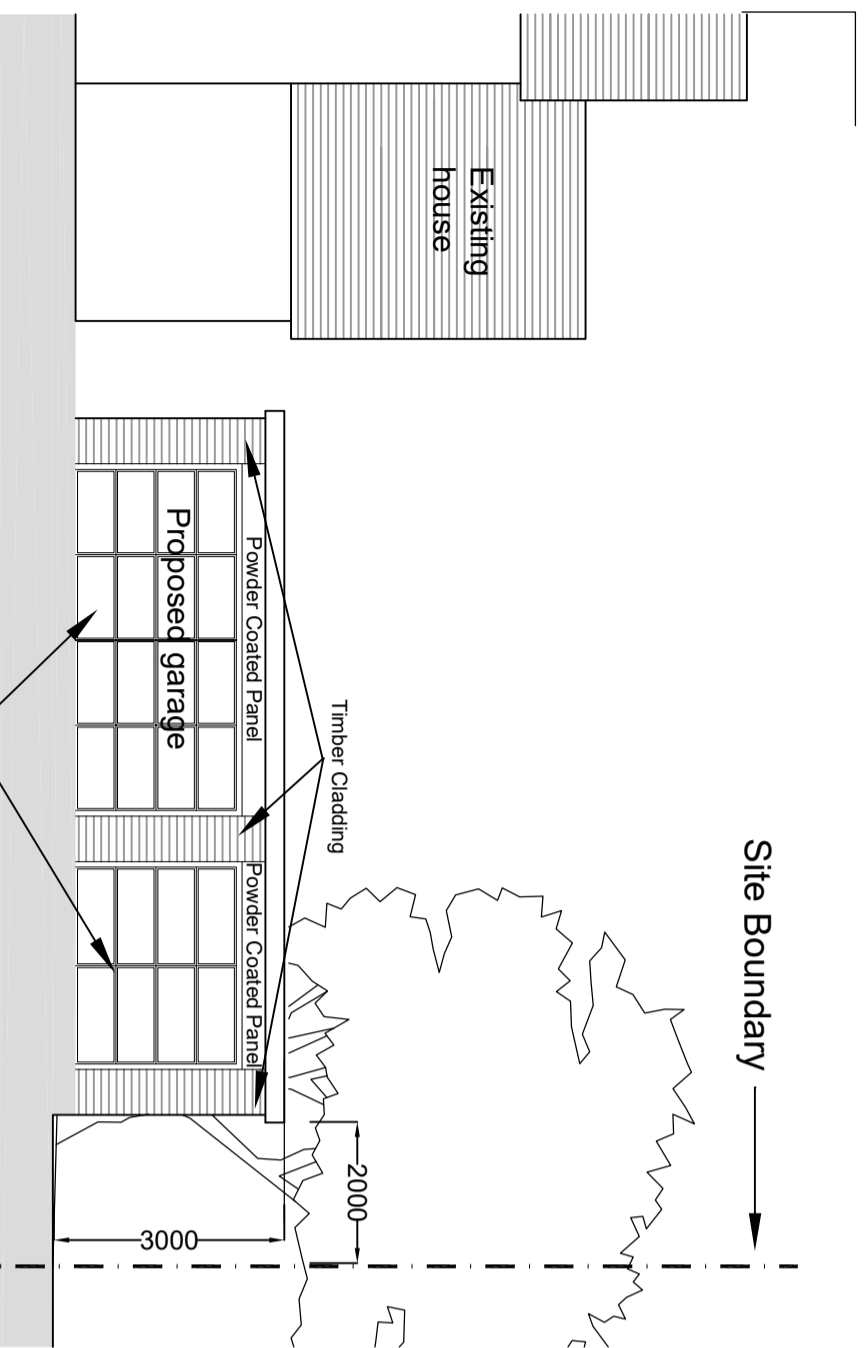 Existing
house
Proposed garage
Powder Coated Panel
Powder Coated Panel
Timber Cladding
Site Boundary
2000
3000